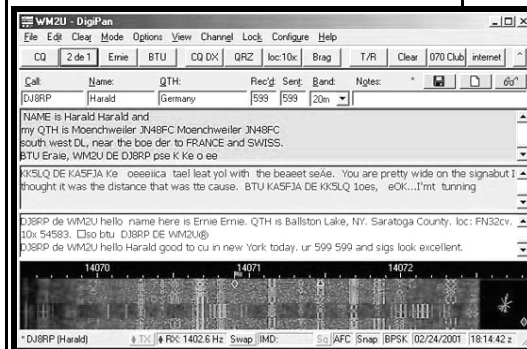 WM2U - DigiPan
File Edit Clear Mode Options View Channel Lock Configure Help
CQ 2 de 1 Ernie BTU CQ DX QRZ loc:10x Brag T/R Clear 070 Club internet
Call: Name: QTH: Rec'd: Sent: Band: Notes:
DJ8RP Harald Germany 599 599 20m
NAME is Harald Harald and
my QTH is Moenchweiler JN48FC Moenchweiler JN48FC
south west DL, near the boe der to FRANCE and SWISS.
BTU Eraie, WM2U DE DJ8RP pse K Ke o ee
KK5LQ DE KA5FJA Ke oeeeiica tael leat yol with the beaeet seÁe. You are pretty wide on the signabut I
thought it was the distance that was tte cause. BTU KA5FJA DE KK5LQ 1oes, eOK...I'mt tunning
DJ8RP de WM2U hello name here is Ernie Ernie. QTH is Ballston Lake, NY. Saratoga County. loc: FN32cv.
10x 54583. so btu DJ8RP DE WM2U®
DJ8RP de WM2U hello Harald good to cu in new York today. ur 599 599 and sigs look excellent.
14070 14071 14072
* DJ8RP (Harald) TX RX: 1402.6 Hz Swap IMD: Sq AFC Snap BPSK 02/24/2001 18:14:42 z